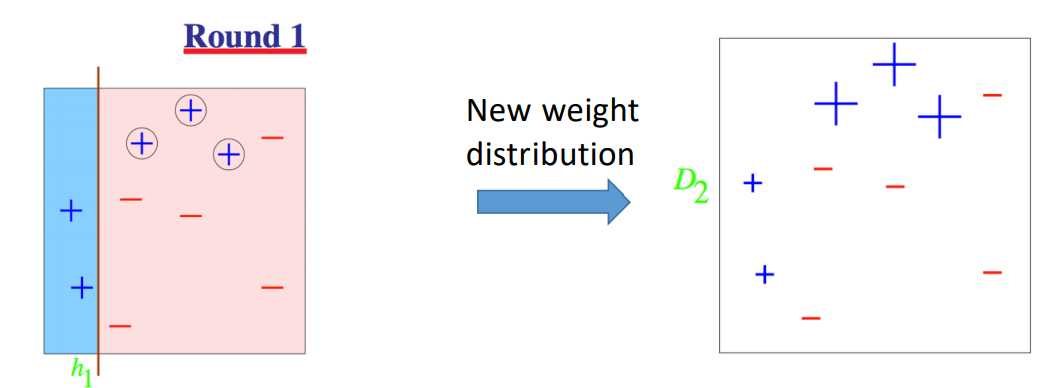 Round 1
h1
New weight
distribution
D2